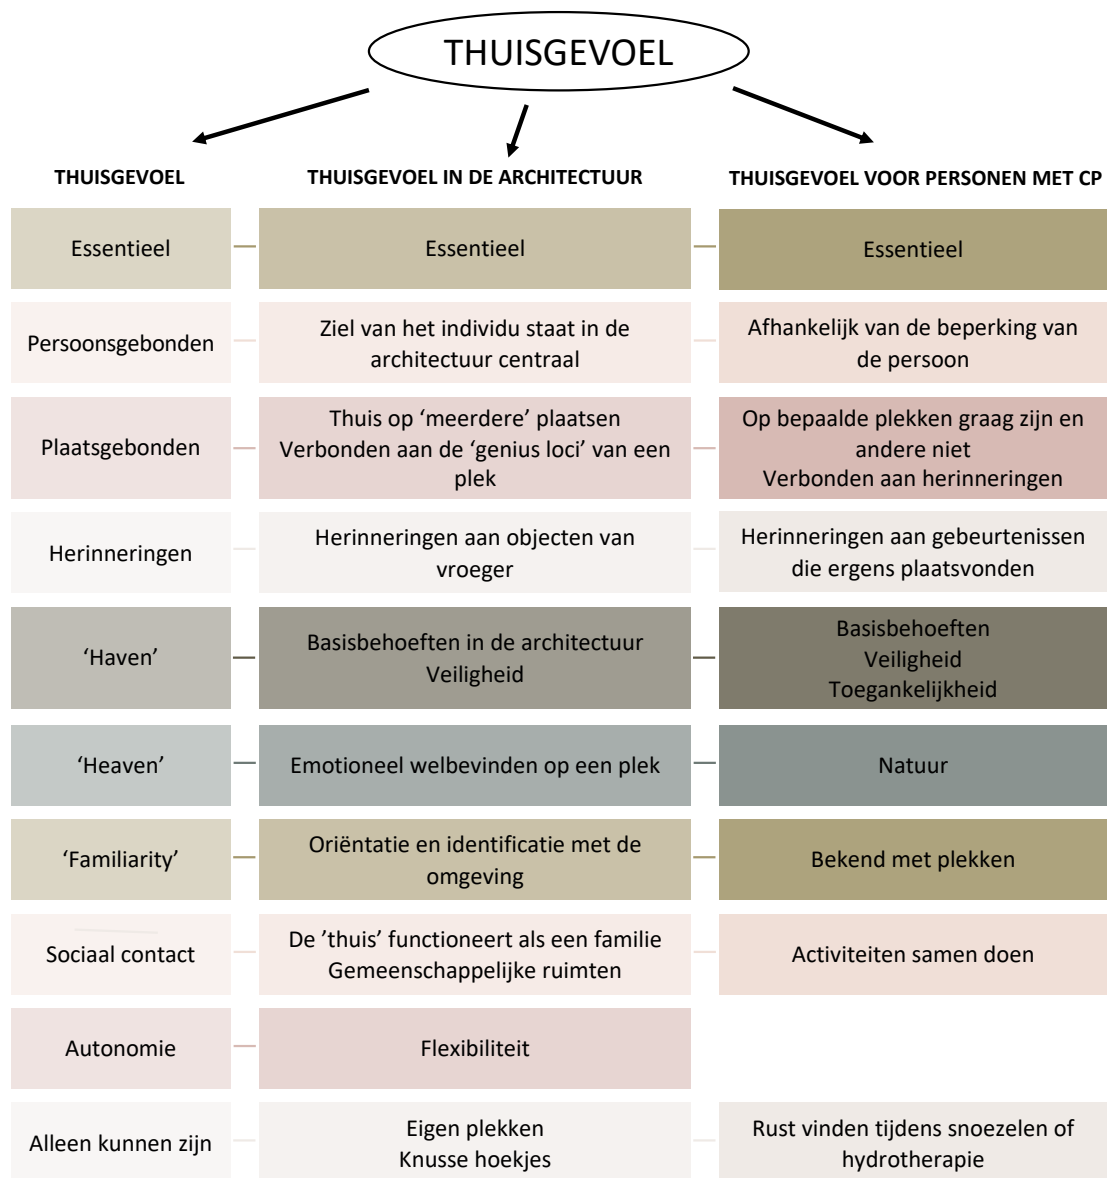 THUISGEVOEL
THUISGEVOEL
THUISGEVOEL IN DE ARCHITECTUUR
THUISGEVOEL VOOR PERSONEN MET CP
Essentieel
Essentieel
Essentieel
Persoonsgebonden
Ziel van het individu staat in de
architectuur centraal
Afhankelijk van de beperking van
de persoon
Plaatsgebonden
Thuis op ‘meerdere’ plaatsen
Verbonden aan de ‘genius loci’ van een
plek
Op bepaalde plekken graag zijn en
andere niet
Verbonden aan herinneringen
Herinneringen
Herinneringen aan objecten van
vroeger
Herinneringen aan gebeurtenissen
die ergens plaatsvonden
‘Haven’
Basisbehoeften in de architectuur
Veiligheid
Basisbehoeften
Veiligheid
Toegankelijkheid
‘Heaven’
Emotioneel welbevinden op een plek
Natuur
‘Familiarity’
Oriëntatie en identificatie met de
omgeving
Bekend met plekken
Sociaal contact
De ’thuis’ functioneert als een familie
Gemeenschappelijke ruimten
Activiteiten samen doen
Autonomie
Flexibiliteit
Alleen kunnen zijn
Eigen plekken
Knusse hoekjes
Rust vinden tijdens snoezelen of
hydrotherapie